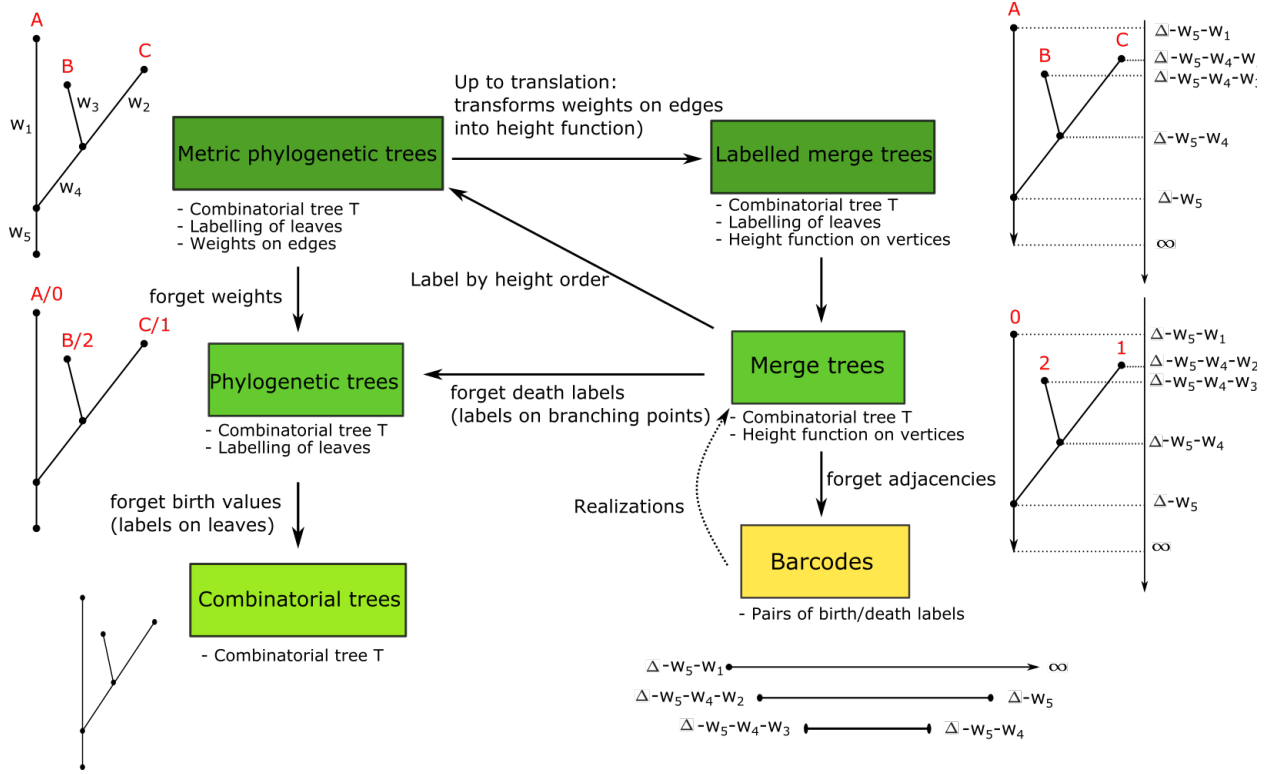 A
B
C
w₁
w₃
w₂
w₄
w₅
Up to translation:
transforms weights on edges
into height function)
Metric phylogenetic trees
- Combinatorial tree T
- Labelling of leaves
- Weights on edges
Labelled merge trees
- Combinatorial tree T
- Labelling of leaves
- Height function on vertices
A
B
C
Δ-w₅-w₁
Δ-w₅-w₄-w
Δ-w₅-w₄-w
Δ-w₅-w₄
Δ-w₅
∞
forget weights
Label by height order
A/0
B/2
C/1
Phylogenetic trees
- Combinatorial tree T
- Labelling of leaves
forget death labels
(labels on branching points)
Merge trees
- Combinatorial tree T
- Height function on vertices
0
2
1
Δ-w₅-w₁
Δ-w₅-w₄-w₂
Δ-w₅-w₄-w₃
Δ-w₅-w₄
Δ-w₅
∞
forget birth values
(labels on leaves)
Realizations
forget adjacencies
Combinatorial trees
- Combinatorial tree T
Barcodes
- Pairs of birth/death labels
Δ-w₅-w₁
∞
Δ-w₅-w₄-w₂
Δ-w₅
Δ-w₅-w₄-w₃
Δ-w₅-w₄